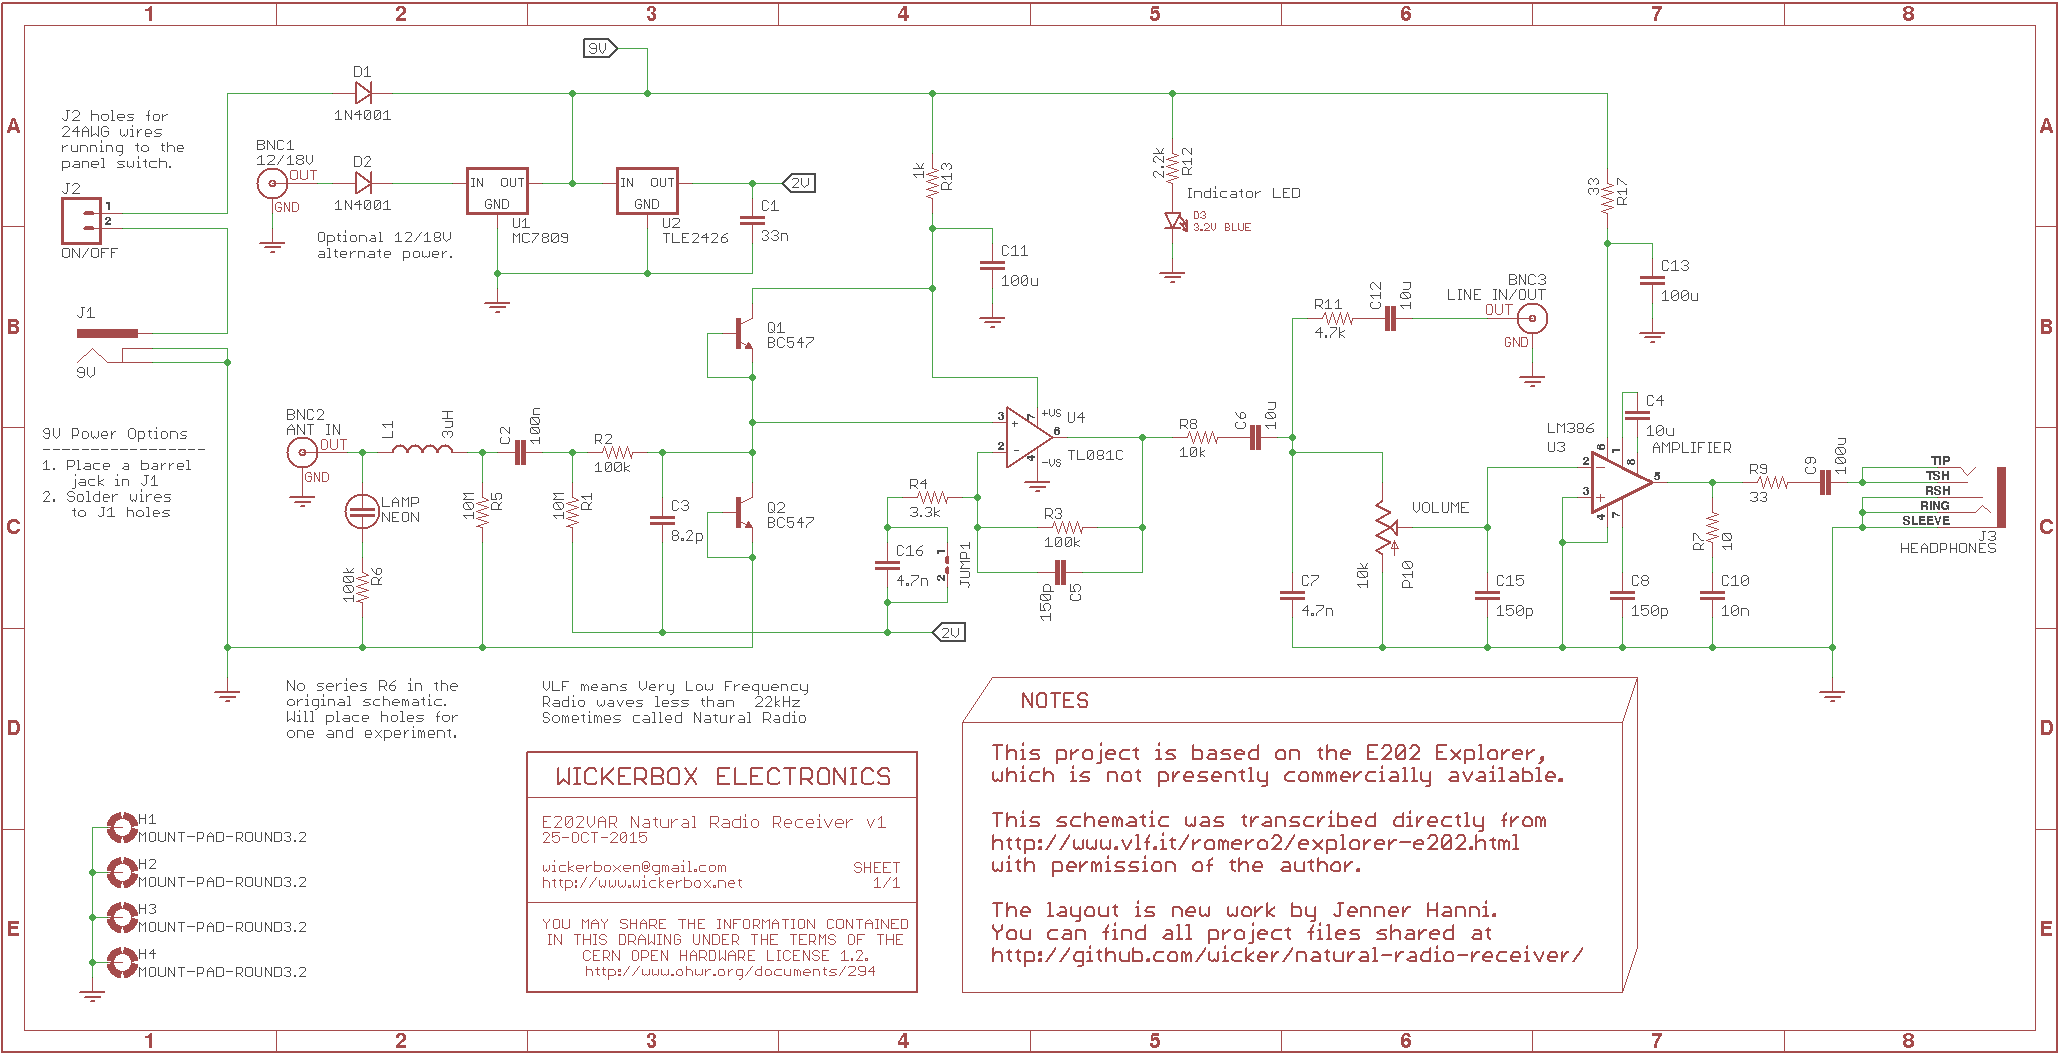 1 2 3 4 5 6 7 8
A
B
C
D
E
A
B
C
D
E
1 2 3 4 5 6 7 8
9V
D1
1N4001
J2 holes for
24AWG wires
running to the
panel switch.
J2
1
2
ON/OFF
BNC1
12/18V
OUT
GND
D2
1N4001
Optional 12/18V
alternate power.
IN OUT
GND
U1
MC7809
IN OUT
GND
U2
TLE2426
2V
C1
33n
1k
R13
C11
100u
2.2k
R12
Indicator LED
D3
3.2V BLUE
33
R17
C13
100u
J1
9V
9V Power Options
--------------------
1. Place a barrel
jack in J1
2. Solder wires
to J1 holes
BNC2
ANT IN
OUT
GND
L1
3uH
LAMP
NEON
100k
R6
10M
R5
C2
100n
R2
100k
10M
R1
C3
8.2p
Q1
BC547
Q2
BC547
3
+
2
-
7
+VS
6
4
-VS
U4
TL081C
R4
3.3k
C16
4.7n
1
2
JUMP1
R3
100k
150p
C5
2V
R8
10k
C6
10u
R11
4.7k
C12
10u
BNC3
LINE IN/OUT
OUT
GND
VOLUME
10k
P10
C7
4.7n
C15
150p
LM386
U3
2
-
3
+
6
1
8
5
4
7
C4
10u
AMPLIFIER
C8
150p
R7
10
C10
10n
R9
33
C9
100u
TIP
TSH
RSH
RING
SLEEVE
J3
HEADPHONES
No series R6 in the
original schematic.
Will place holes for
one and experiment.
VLF means Very Low Frequency
Radio waves less than 22kHz
Sometimes called Natural Radio
WICKERBOX ELECTRONICS
E202VAR Natural Radio Receiver v1
25-OCT-2015
wickerboxen@gmail.com SHEET
http://www.wickerbox.net 1/1
YOU MAY SHARE THE INFORMATION CONTAINED
IN THIS DRAWING UNDER THE TERMS OF THE
CERN OPEN HARDWARE LICENSE 1.2.
http://www.ohwr.org/documents/294
NOTES
This project is based on the E202 Explorer,
which is not presently commercially available.
This schematic was transcribed directly from
http://www.vlf.it/romero2/explorer-e202.html
with permission of the author.
The layout is new work by Jenner Hanni.
You can find all project files shared at
http://github.com/wicker/natural-radio-receiver/
H1
MOUNT-PAD-ROUND3.2
H2
MOUNT-PAD-ROUND3.2
H3
MOUNT-PAD-ROUND3.2
H4
MOUNT-PAD-ROUND3.2